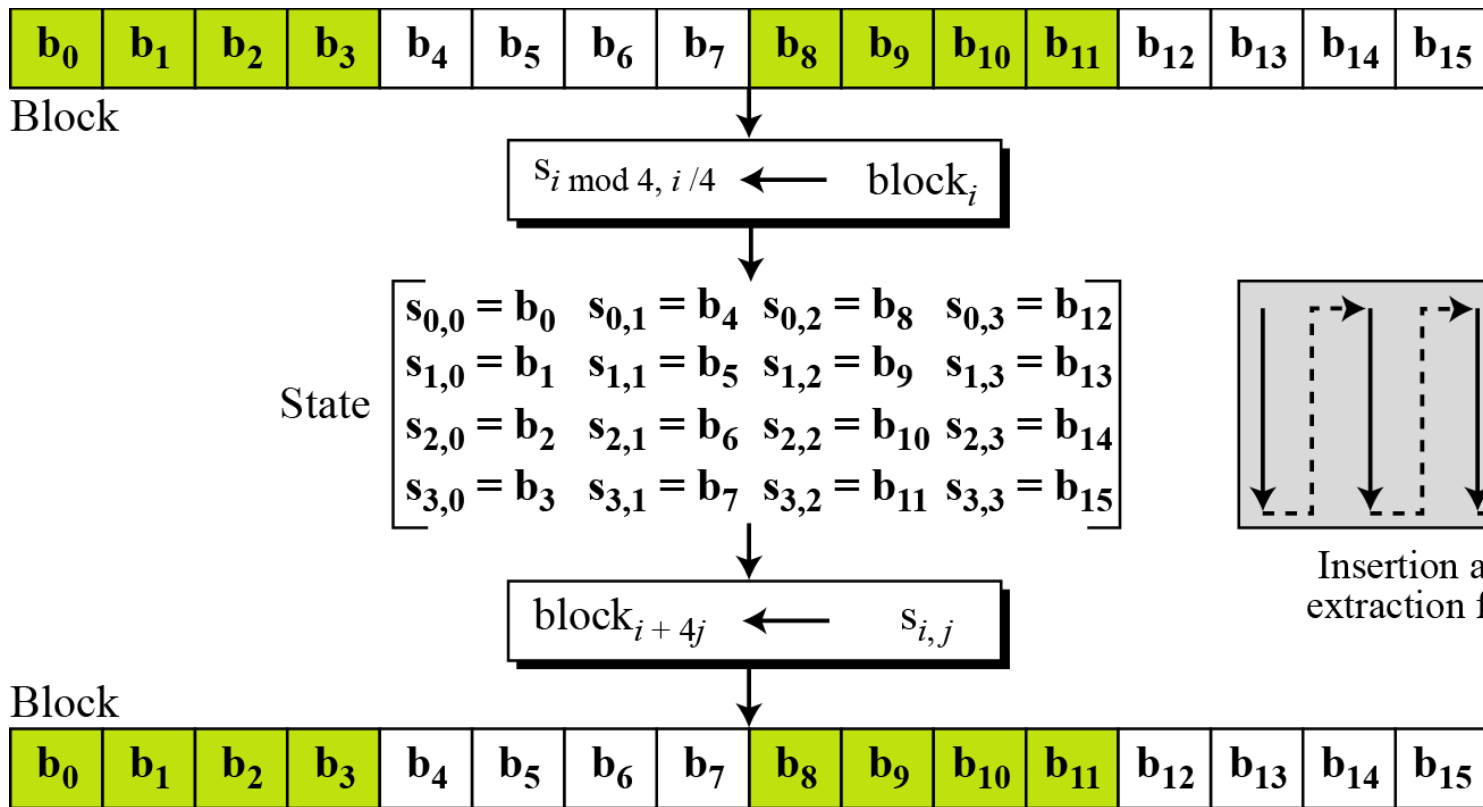 b0 b1 b2 b3 b4 b5 b6 b7 b8 b9 b10 b11 b12 b13 b14 b15
Block
s i mod 4, i /4 ← block i
s0,0 = b0 s0,1 = b4 s0,2 = b8 s0,3 = b12
s1,0 = b1 s1,1 = b5 s1,2 = b9 s1,3 = b13
State
s2,0 = b2 s2,1 = b6 s2,2 = b10 s2,3 = b14
s3,0 = b3 s3,1 = b7 s3,2 = b11 s3,3 = b15
Insertion a
extraction f
block i + 4j ← s i, j
Block
b0 b1 b2 b3 b4 b5 b6 b7 b8 b9 b10 b11 b12 b13 b14 b15